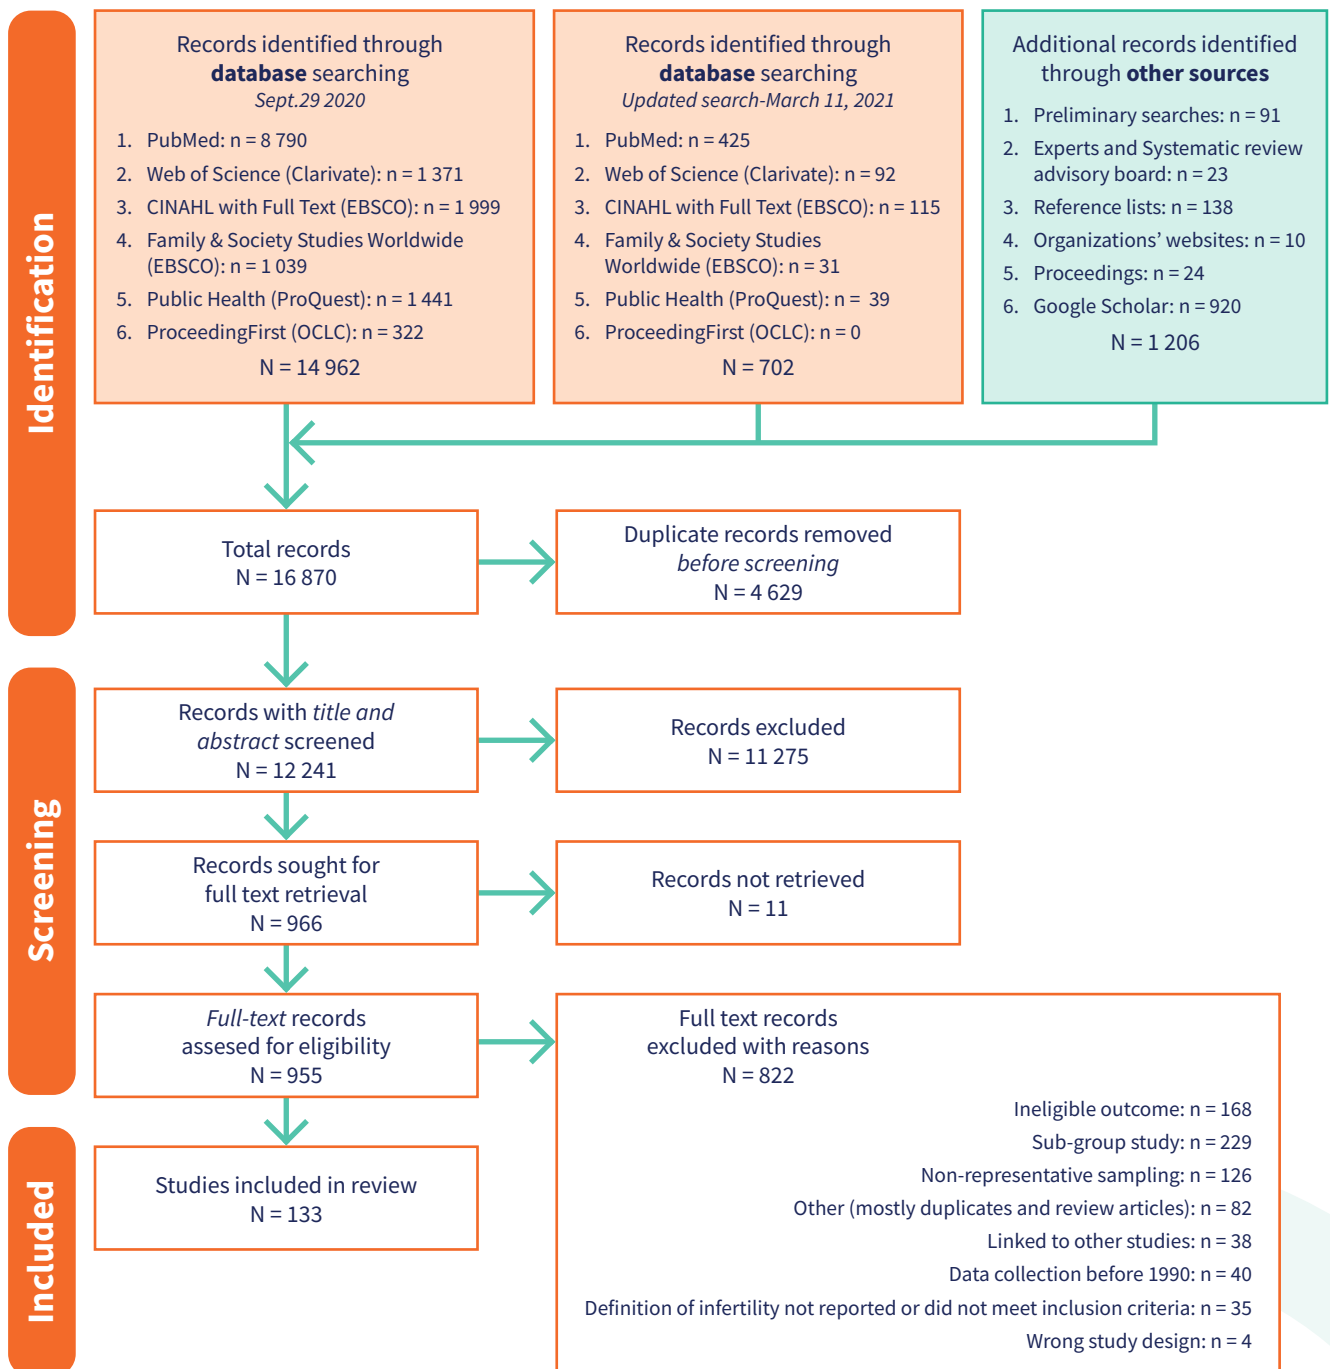 Identification
Records identified through
database searching
Sept.29 2020
1. PubMed: n = 8 790
2. Web of Science (Clarivate): n = 1 371
3. CINAHL with Full Text (EBSCO): n = 1 999
4. Family & Society Studies Worldwide
(EBSCO): n = 1 039
5. Public Health (ProQuest): n = 1 441
6. ProceedingFirst (OCLC): n = 322
N = 14 962
Records identified through
database searching
Updated search-March 11, 2021
1. PubMed: n = 425
2. Web of Science (Clarivate): n = 92
3. CINAHL with Full Text (EBSCO): n = 115
4. Family & Society Studies
Worldwide (EBSCO): n = 31
5. Public Health (ProQuest): n = 39
6. ProceedingFirst (OCLC): n = 0
N = 702
Additional records identified
through other sources
1. Preliminary searches: n = 91
2. Experts and Systematic review
advisory board: n = 23
3. Reference lists: n = 138
4. Organizations’ websites: n = 10
5. Proceedings: n = 24
6. Google Scholar: n = 920
N = 1 206
Total records
N = 16 870
Duplicate records removed
before screening
N = 4 629
Screening
Records with title and
abstract screened
N = 12 241
Records excluded
N = 11 275
Records sought for
full text retrieval
N = 966
Records not retrieved
N = 11
Full-text records
assesed for eligibility
N = 955
Full text records
excluded with reasons
N = 822
Ineligible outcome: n = 168
Sub-group study: n = 229
Non-representative sampling: n = 126
Other (mostly duplicates and review articles): n = 82
Linked to other studies: n = 38
Data collection before 1990: n = 40
Definition of infertility not reported or did not meet inclusion criteria: n = 35
Wrong study design: n = 4
Included
Studies included in review
N = 133